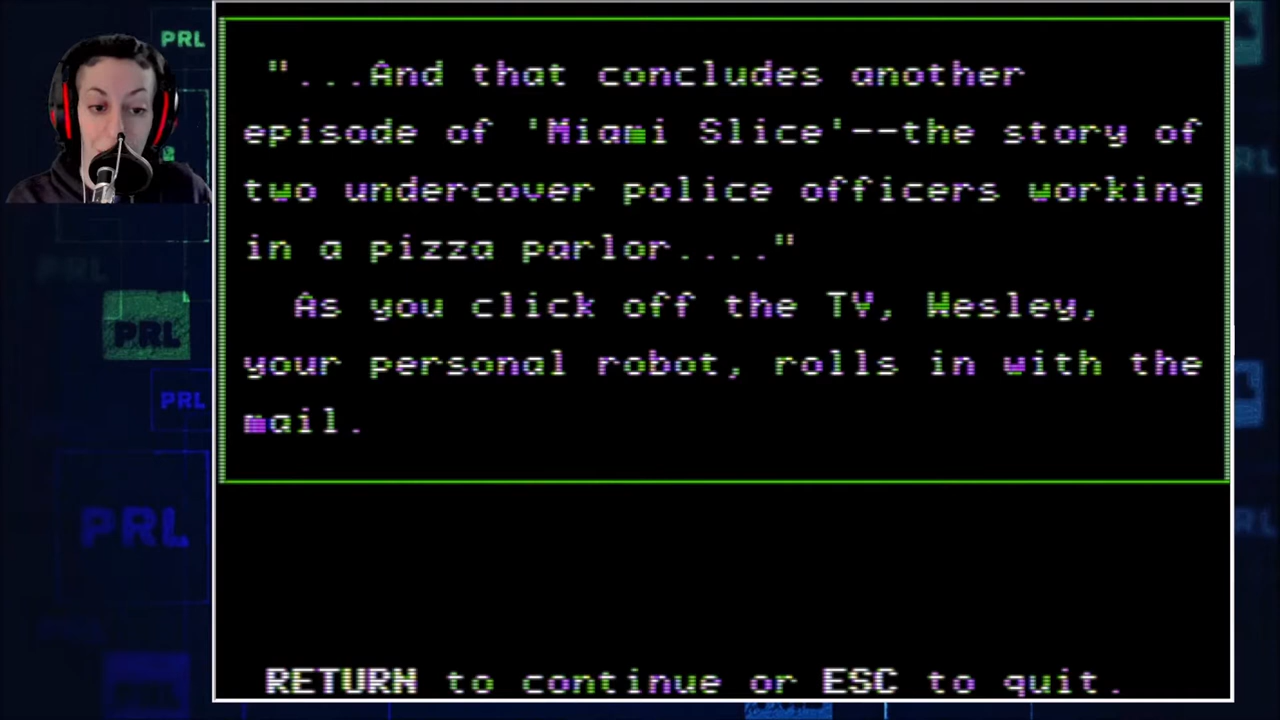 PRL
"...And that concludes another
episode of 'Miami Slice'--the story of
two undercover police officers working
in a pizza parlor...."
As you click off the TV, Wesley,
your personal robot, rolls in with the
mail.
PRL
PRL
PRL
RETURN to continue or ESC to quit.